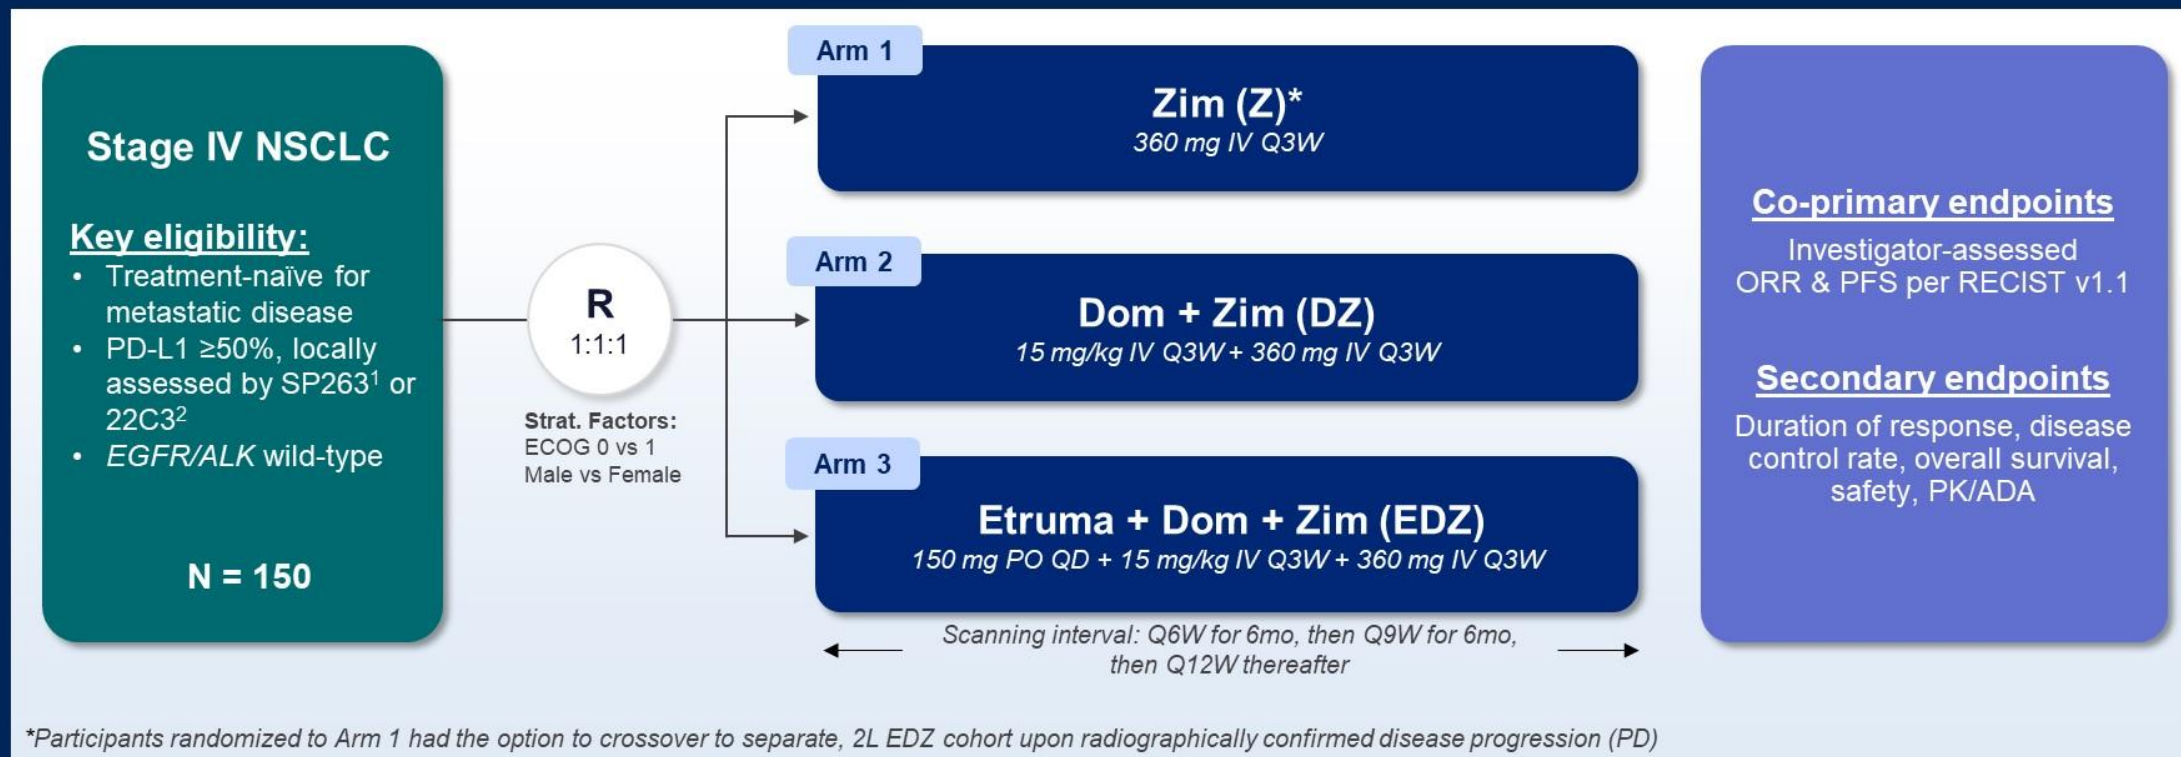 Stage IV NSCLC
Key eligibility:
• Treatment-naïve for
metastatic disease
• PD-L1 ≥50%, locally
assessed by SP263¹ or
22C3²
• EGFR/ALK wild-type
N = 150
R
1:1:1
Strat. Factors:
ECOG 0 vs 1
Male vs Female
Arm 1
Zim (Z)*
360 mg IV Q3W
Arm 2
Dom + Zim (DZ)
15 mg/kg IV Q3W + 360 mg IV Q3W
Arm 3
Etruma + Dom + Zim (EDZ)
150 mg PO QD + 15 mg/kg IV Q3W + 360 mg IV Q3W
Scanning interval: Q6W for 6mo, then Q9W for 6mo,
then Q12W thereafter
Co-primary endpoints
Investigator-assessed
ORR & PFS per RECIST v1.1
Secondary endpoints
Duration of response, disease
control rate, overall survival,
safety, PK/ADA
*Participants randomized to Arm 1 had the option to crossover to separate, 2L EDZ cohort upon radiographically confirmed disease progression (PD)